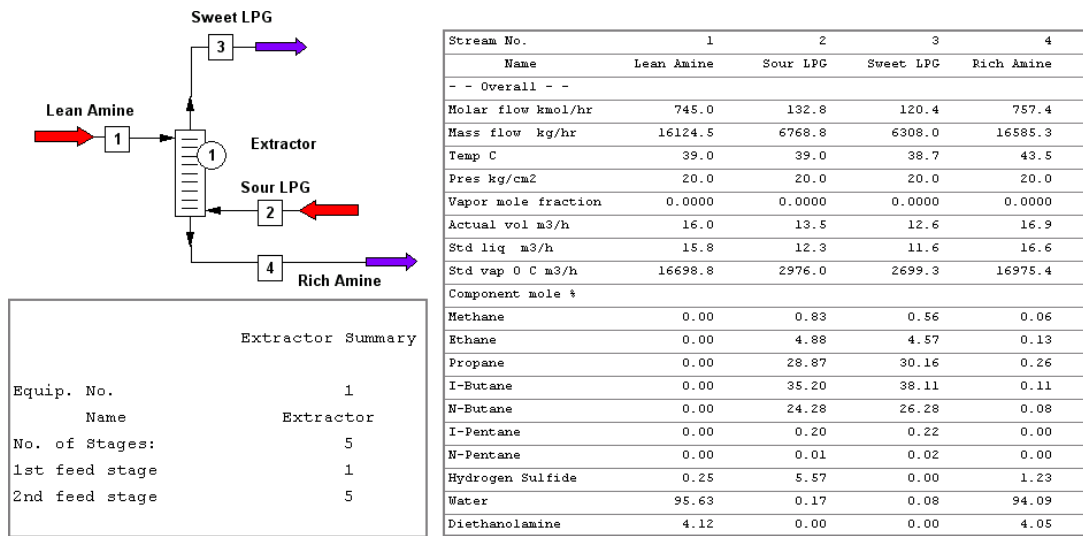 Sweet LPG
3
Lean Amine
1
1
Extractor
Sour LPG
2
4
Rich Amine
Extractor Summary
Equip. No. 1
Name Extractor
No. of Stages: 5
1st feed stage 1
2nd feed stage 5
Stream No. 1 2 3 4
Name Lean Amine Sour LPG Sweet LPG Rich Amine
- - Overall - -
Molar flow kmol/hr 745.0 132.8 120.4 757.4
Mass flow kg/hr 16124.5 6768.8 6308.0 16585.3
Temp C 39.0 39.0 38.7 43.5
Pres kg/cm2 20.0 20.0 20.0 20.0
Vapor mole fraction 0.0000 0.0000 0.0000 0.0000
Actual vol m3/h 16.0 13.5 12.6 16.9
Std liq m3/h 15.8 12.3 11.6 16.6
Std vap 0 C m3/h 16698.8 2976.0 2699.3 16975.4
Component mole %
Methane 0.00 0.83 0.56 0.06
Ethane 0.00 4.88 4.57 0.13
Propane 0.00 28.87 30.16 0.26
I-Butane 0.00 35.20 38.11 0.11
N-Butane 0.00 24.28 26.28 0.08
I-Pentane 0.00 0.20 0.22 0.00
N-Pentane 0.00 0.01 0.02 0.00
Hydrogen Sulfide 0.25 5.57 0.00 1.23
Water 95.63 0.17 0.08 94.09
Diethanolamine 4.12 0.00 0.00 4.05